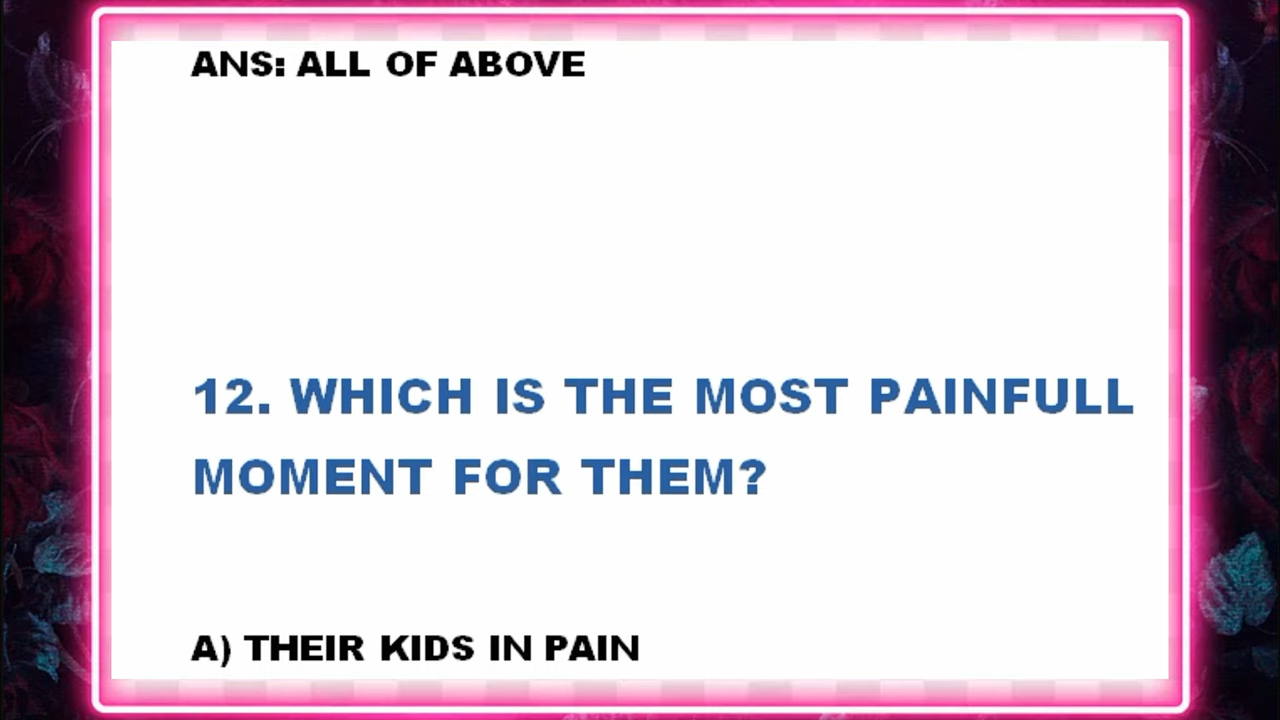 ANS: ALL OF ABOVE
12. WHICH IS THE MOST PAINFULL
MOMENT FOR THEM?
A) THEIR KIDS IN PAIN